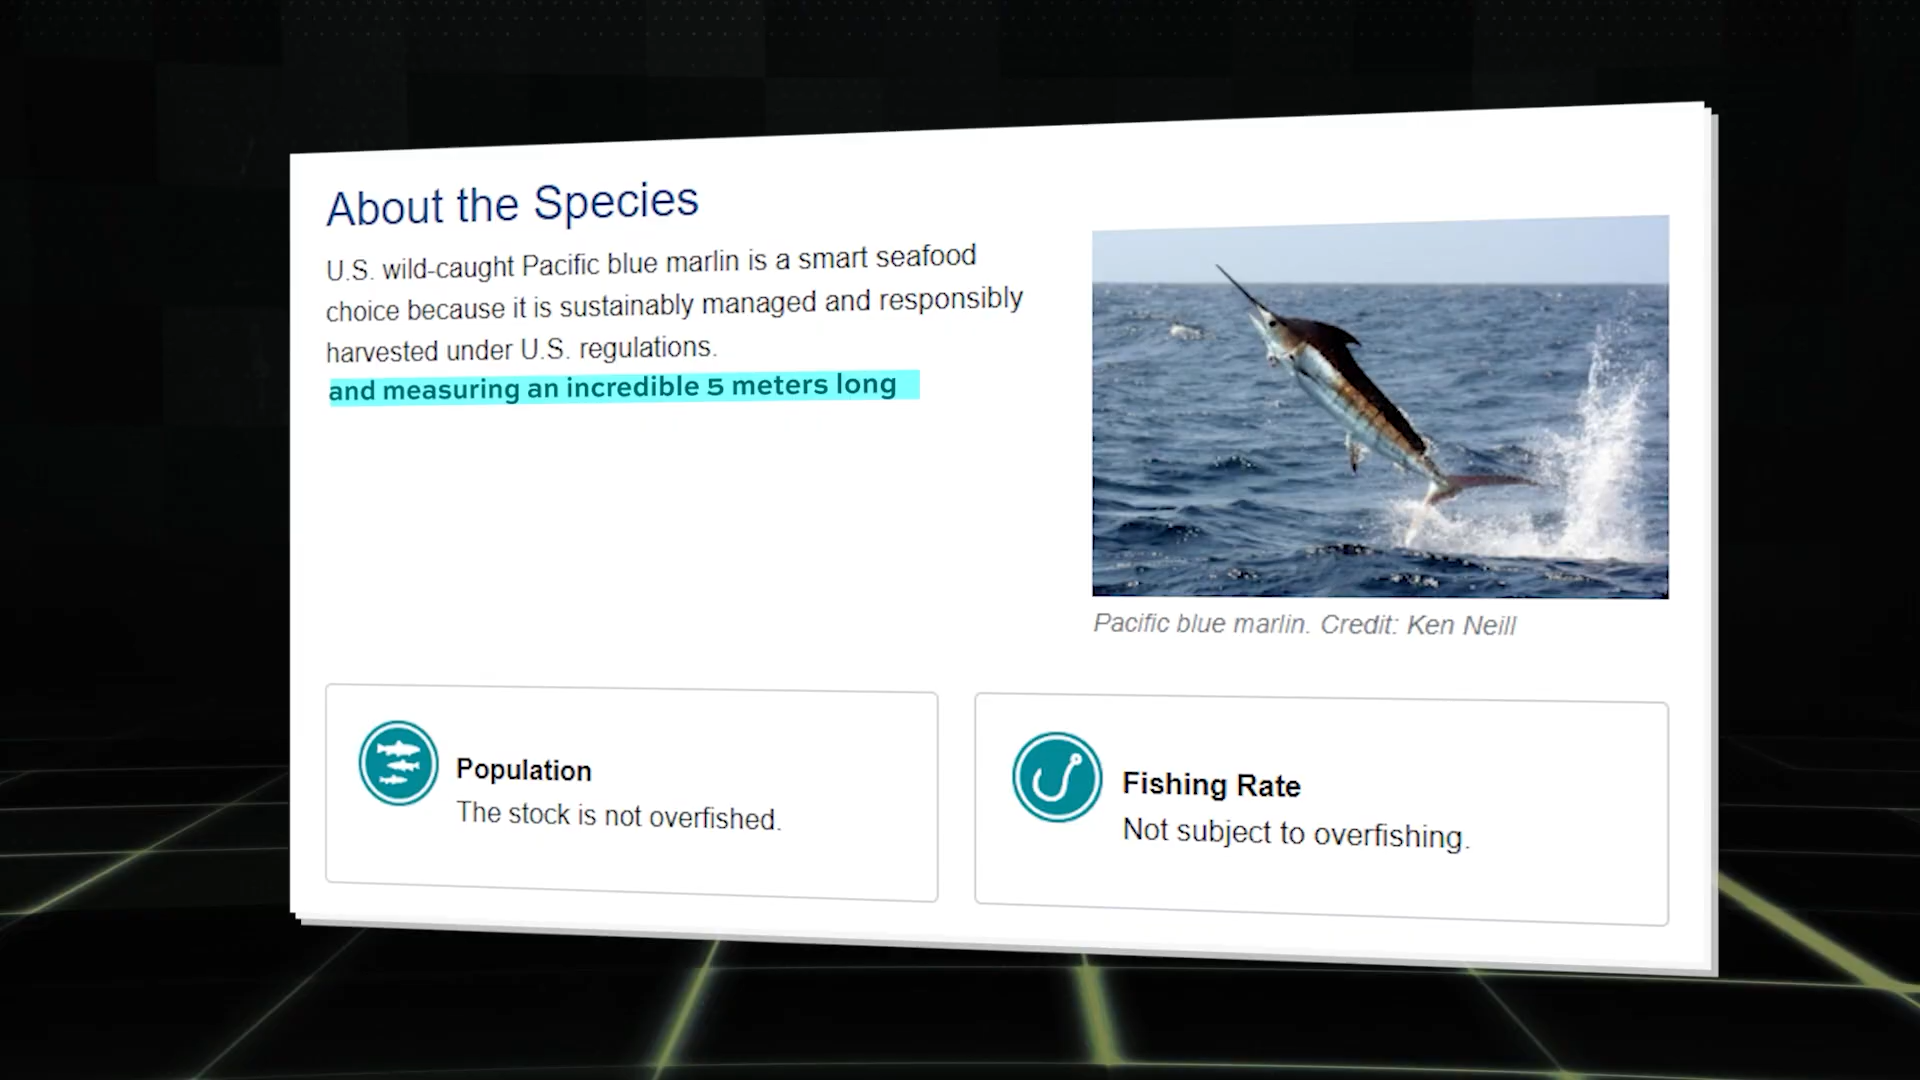 About the Species
U.S. wild-caught Pacific blue marlin is a smart seafood
choice because it is sustainably managed and responsibly
harvested under U.S. regulations.
and measuring an incredible 5 meters long
Pacific blue marlin. Credit: Ken Neill
Population
The stock is not overfished.
Fishing Rate
Not subject to overfishing.